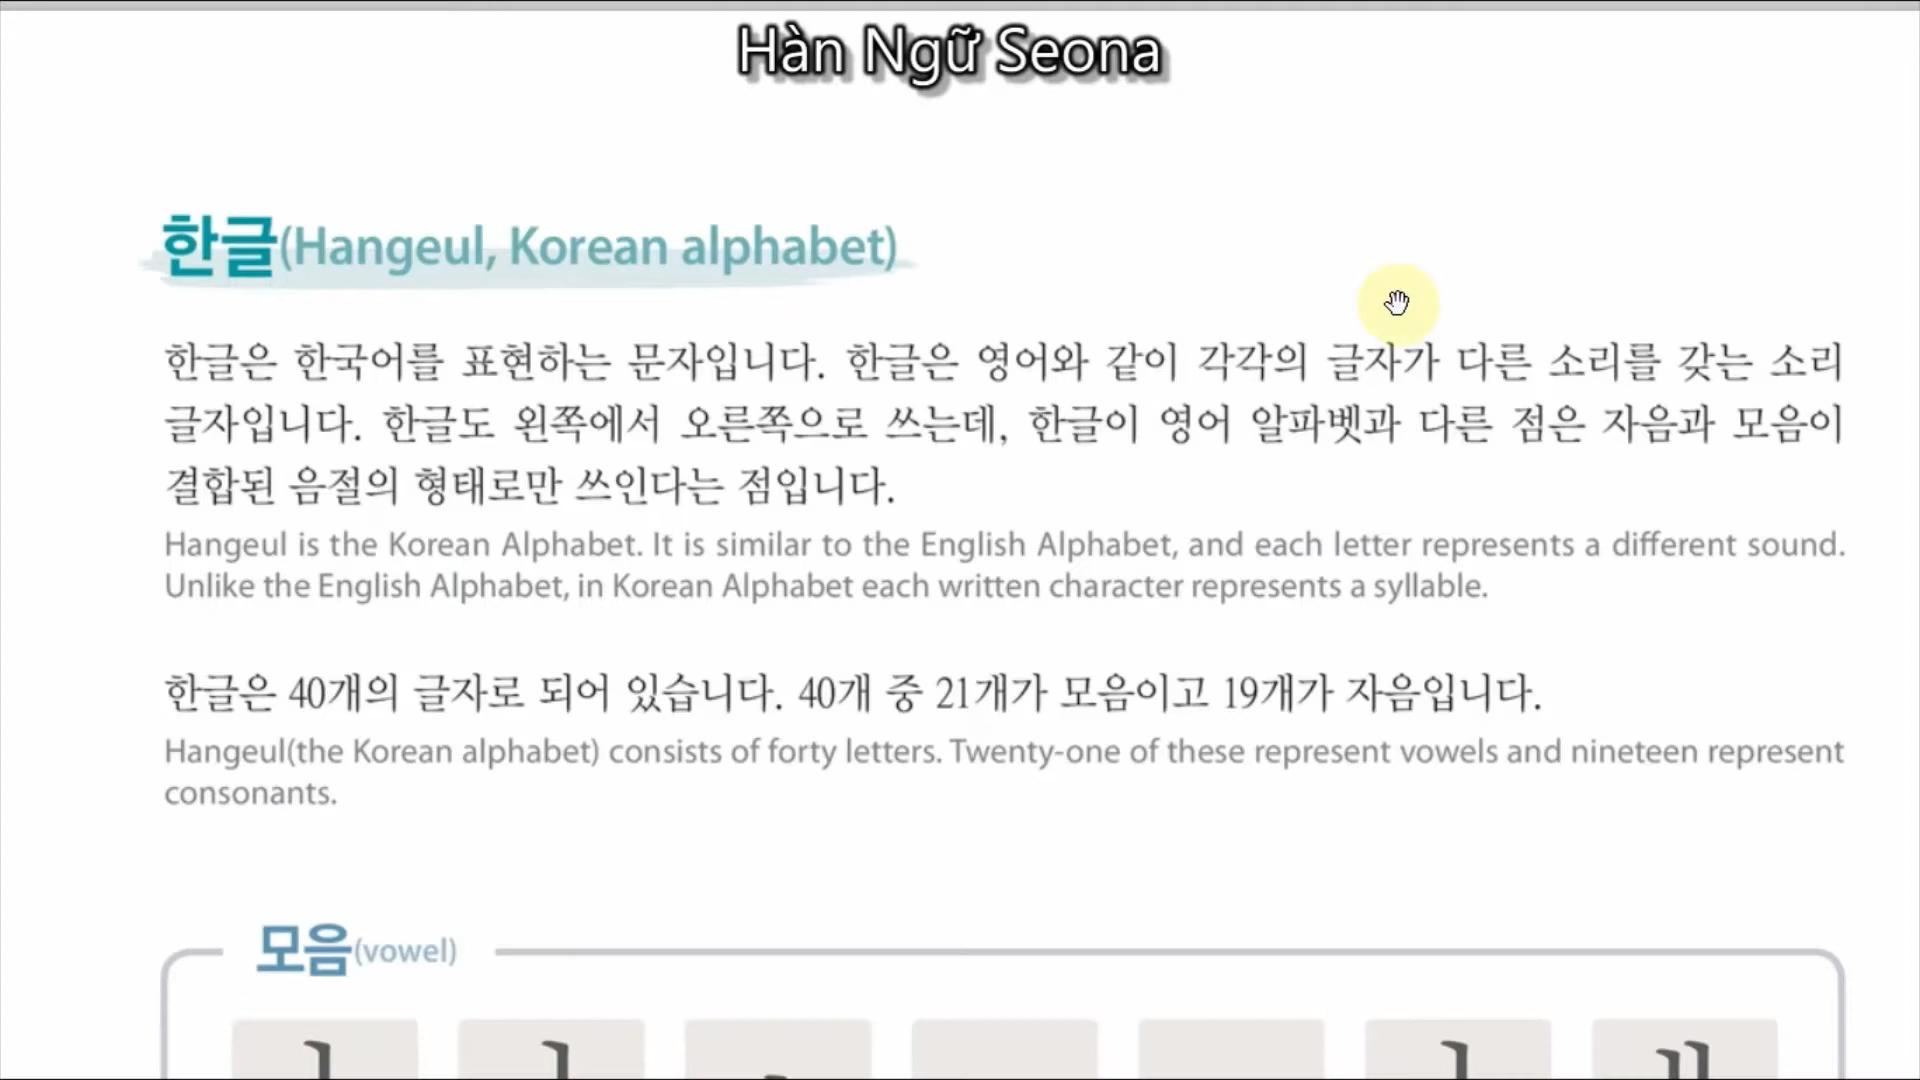 Hàn Ngữ Seona
한글(Hangeul, Korean alphabet)
한글은 한국어를 표현하는 문자입니다. 한글은 영어와 같이 각각의 글자가 다른 소리를 갖는 소리
글자입니다. 한글도 왼쪽에서 오른쪽으로 쓰는데, 한글이 영어 알파벳과 다른 점은 자음과 모음이
결합된 음절의 형태로만 쓰인다는 점입니다.
Hangeul is the Korean Alphabet. It is similar to the English Alphabet, and each letter represents a different sound.
Unlike the English Alphabet, in Korean Alphabet each written character represents a syllable.
한글은 40개의 글자로 되어 있습니다. 40개 중 21개가 모음이고 19개가 자음입니다.
Hangeul(the Korean alphabet) consists of forty letters. Twenty-one of these represent vowels and nineteen represent
consonants.
모음(vowel)